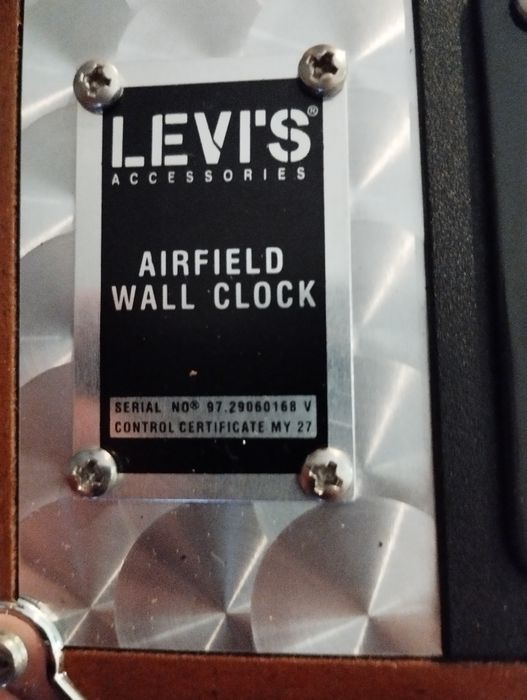 LEVI'S®
ACCESSORIES
AIRFIELD
WALL CLOCK
SERIAL NO® 97.29060168 V
CONTROL CERTIFICATE MY 27